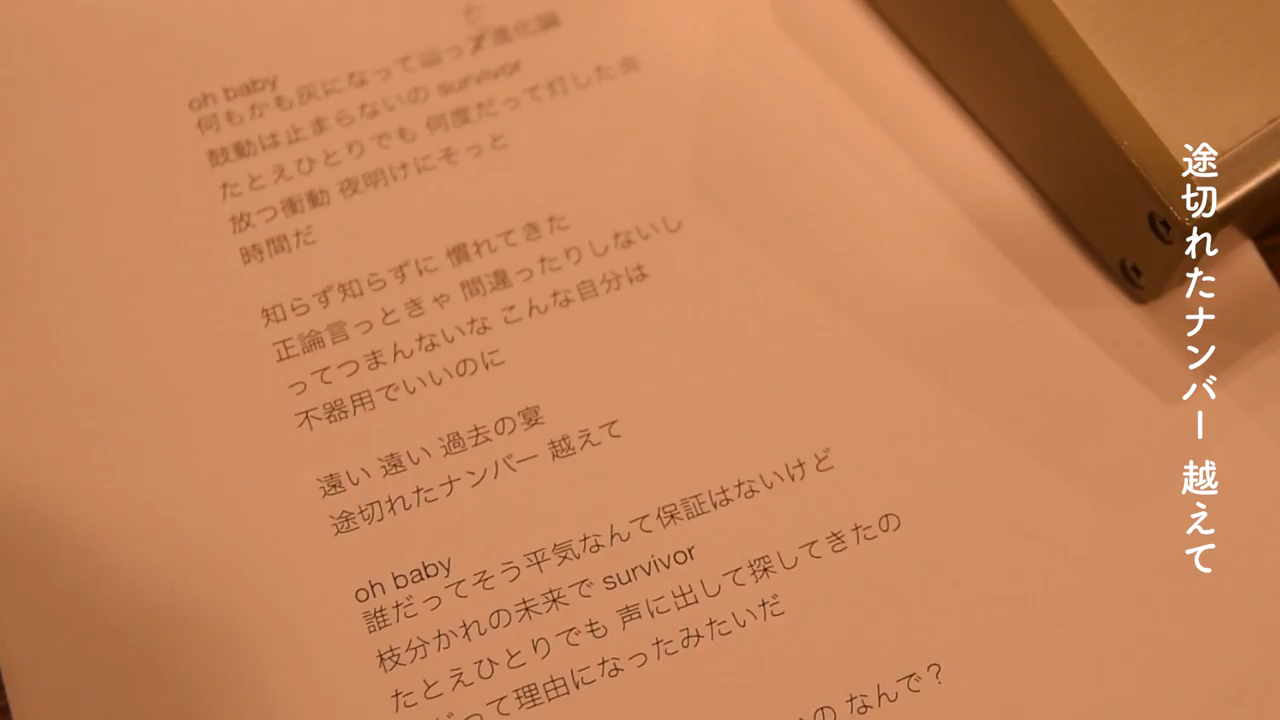 oh baby
何もかも灰になって辿った進化論
鼓動は止まらないの survivor
たとえひとりでも 何度だって灯した炎
放つ衝動 夜明けにそっと
時間だ
知らず知らずに 慣れてきた
正論言っときゃ 間違ったりしないし
ってつまんないな こんな自分は
不器用でいいのに
遠い 遠い 過去の宴
途切れたナンバー 越えて
oh baby
誰だってそう平気なんて保証はないけど
枝分かれの未来で survivor
たとえひとりでも 声に出して探してきたの
だって理由になったみたいだ
の なんで？
途切れたナンバー 越えて